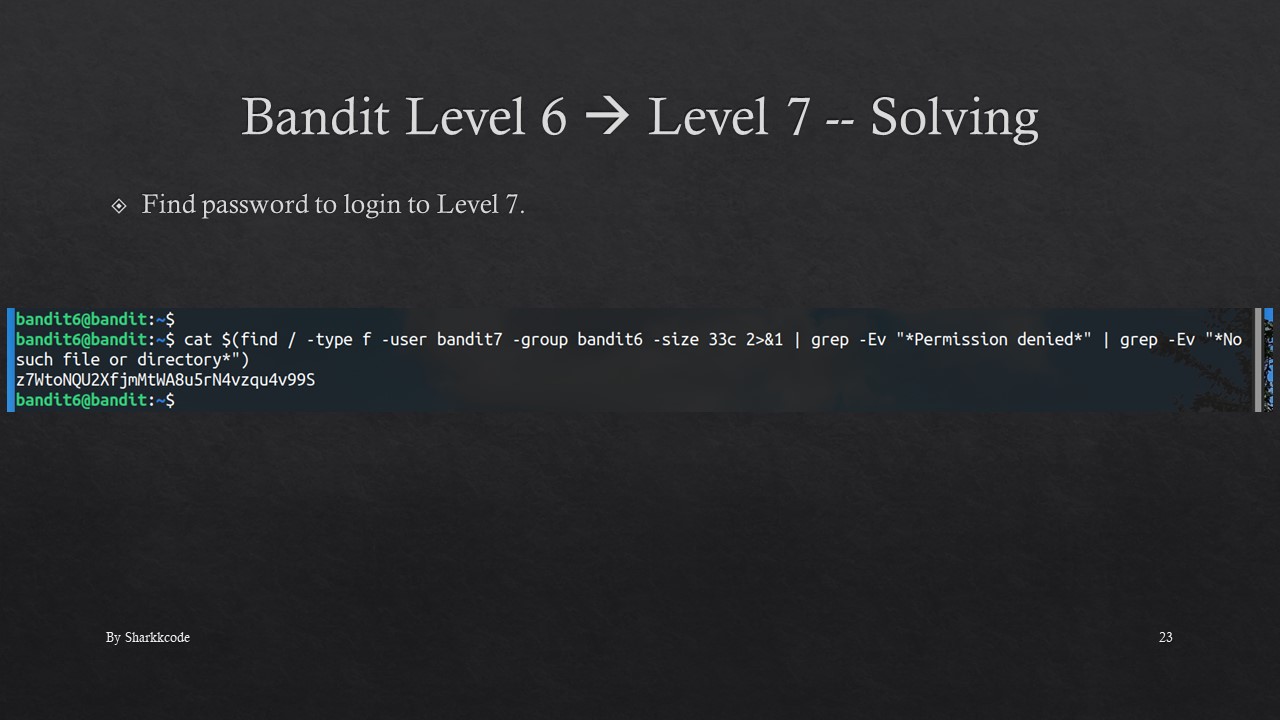 Bandit Level 6 → Level 7 -- Solving
Find password to login to Level 7.
bandit6@bandit:~$
bandit6@bandit:~$ cat $(find / -type f -user bandit7 -group bandit6 -size 33c 2>&1 | grep -Ev "*Permission denied*" | grep -Ev "*No
such file or directory*")
z7WtoNQU2XfjmMtWA8u5rN4vzqu4v99S
bandit6@bandit:~$
By Sharkkcode
23